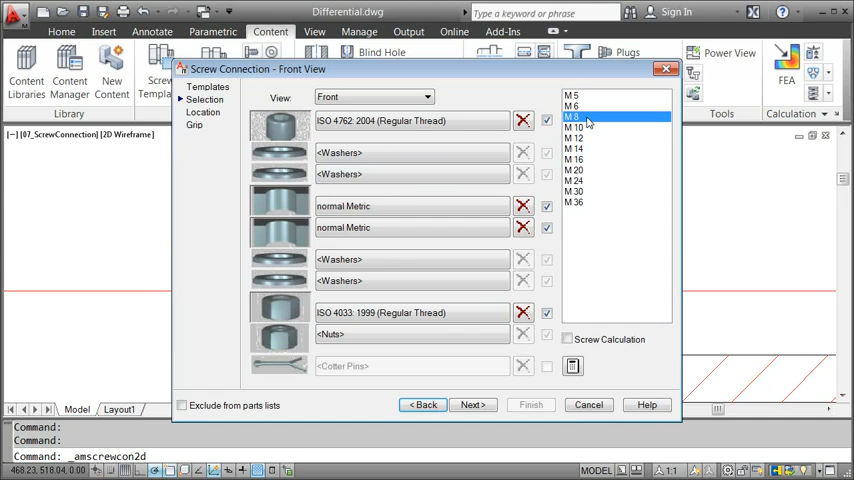 Differential.dwg
Type a keyword or phrase
Sign In
Home Insert Annotate Parametric Content View Manage Output Online Add-Ins
Content Libraries
Content Manager
New Content
Screw
Blind Hole
Plugs
Power View
FEA
Library
Tools
Calculation
Screw Connection - Front View
Templates
Selection
Location
Grip
View:
Front
ISO 4762: 2004 (Regular Thread)
<Washers>
<Washers>
normal Metric
normal Metric
<Washers>
<Washers>
ISO 4033: 1999 (Regular Thread)
<Nuts>
<Cotter Pins>
M 5
M 6
M 8
M 10
M 12
M 14
M 16
M 20
M 24
M 30
M 36
Screw Calculation
Exclude from parts lists
< Back
Next>
Finish
Cancel
Help
[−] [07_ScrewConnection] [2D Wireframe]
Model Layout1
Command:
Command:
Command: _amscrewcon2d
468.23, 518.04, 0.00
MODEL
1:1